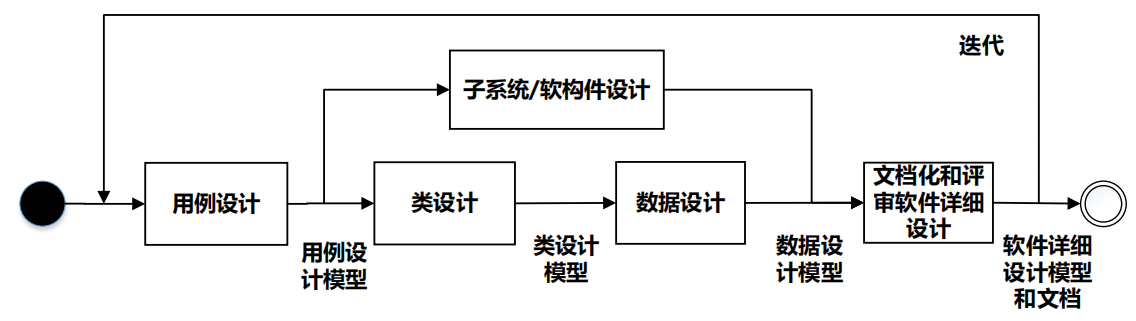 迭代
子系统/软构件设计
用例设计
类设计
数据设计
文档化和评
审软件详细
设计
用例设
计模型
类设计
模型
数据设
计模型
软件详细
设计模型
和文档